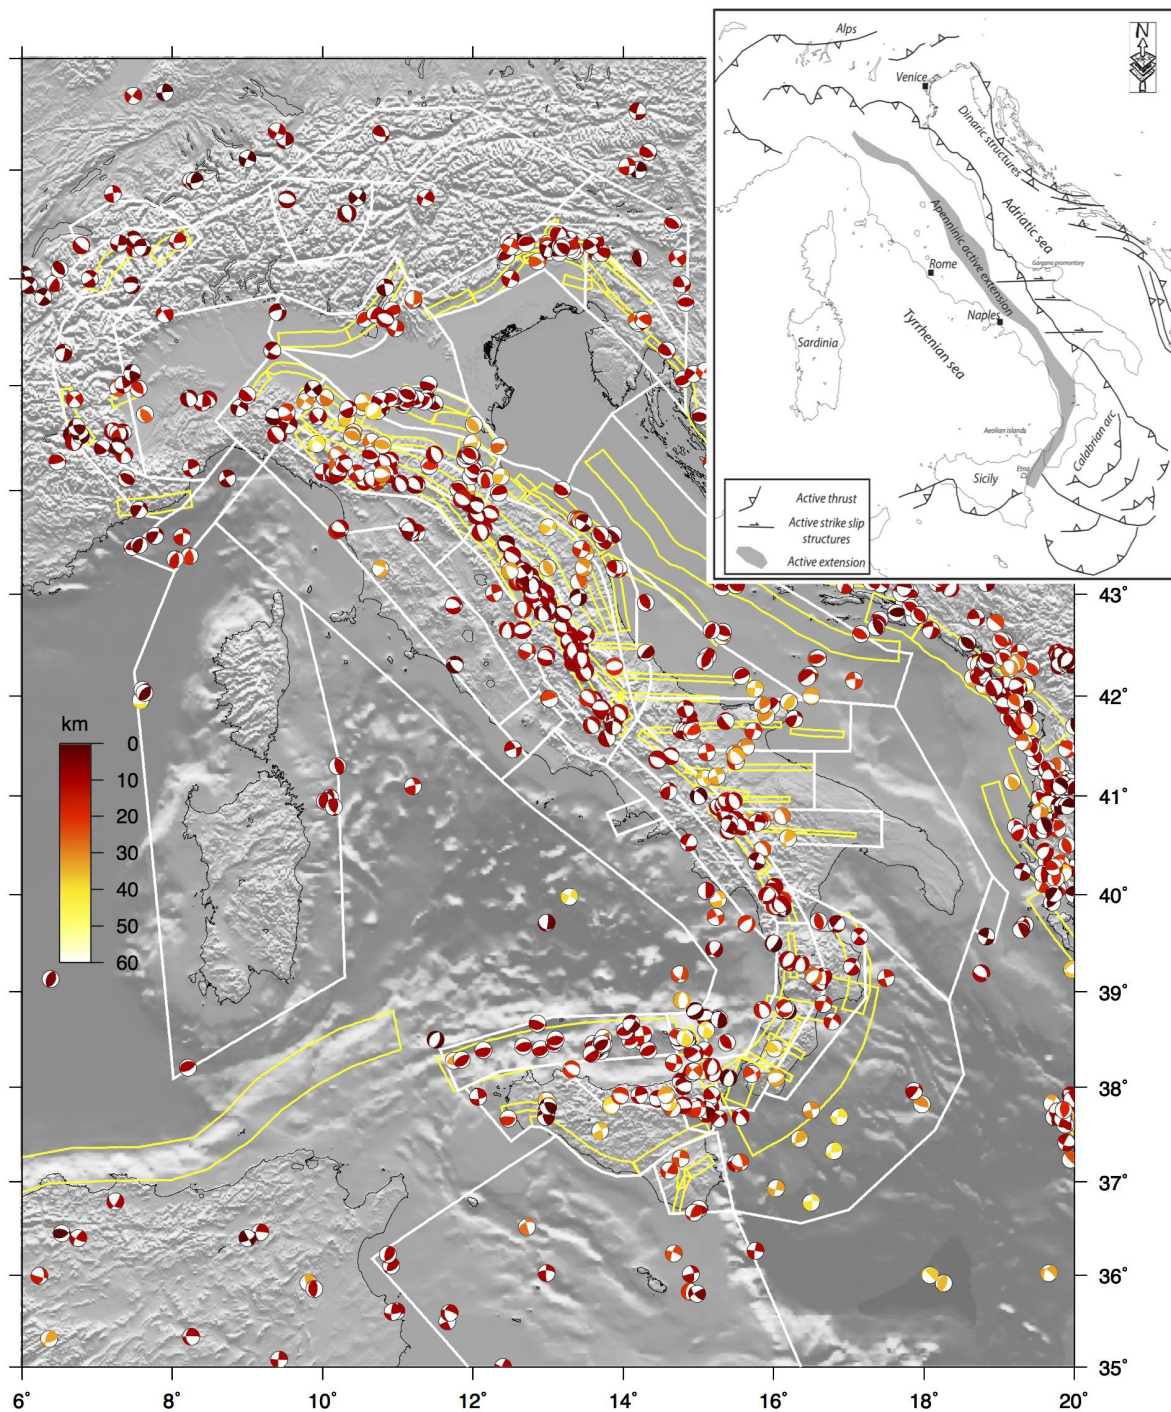 N
Alps
Venice
Dinaric structures
Adriatic sea
Apenninic active extension
Gargano promontory
Rome
Naples
Tyrrhenian sea
Sardinia
Aeolian islands
Calabrian arc
Etna
Sicily
Active thrust
Active strike slip
structures
Active extension
km
0
10
20
30
40
50
60
43°
42°
41°
40°
39°
38°
37°
36°
35°
6°
8°
10°
12°
14°
16°
18°
20°